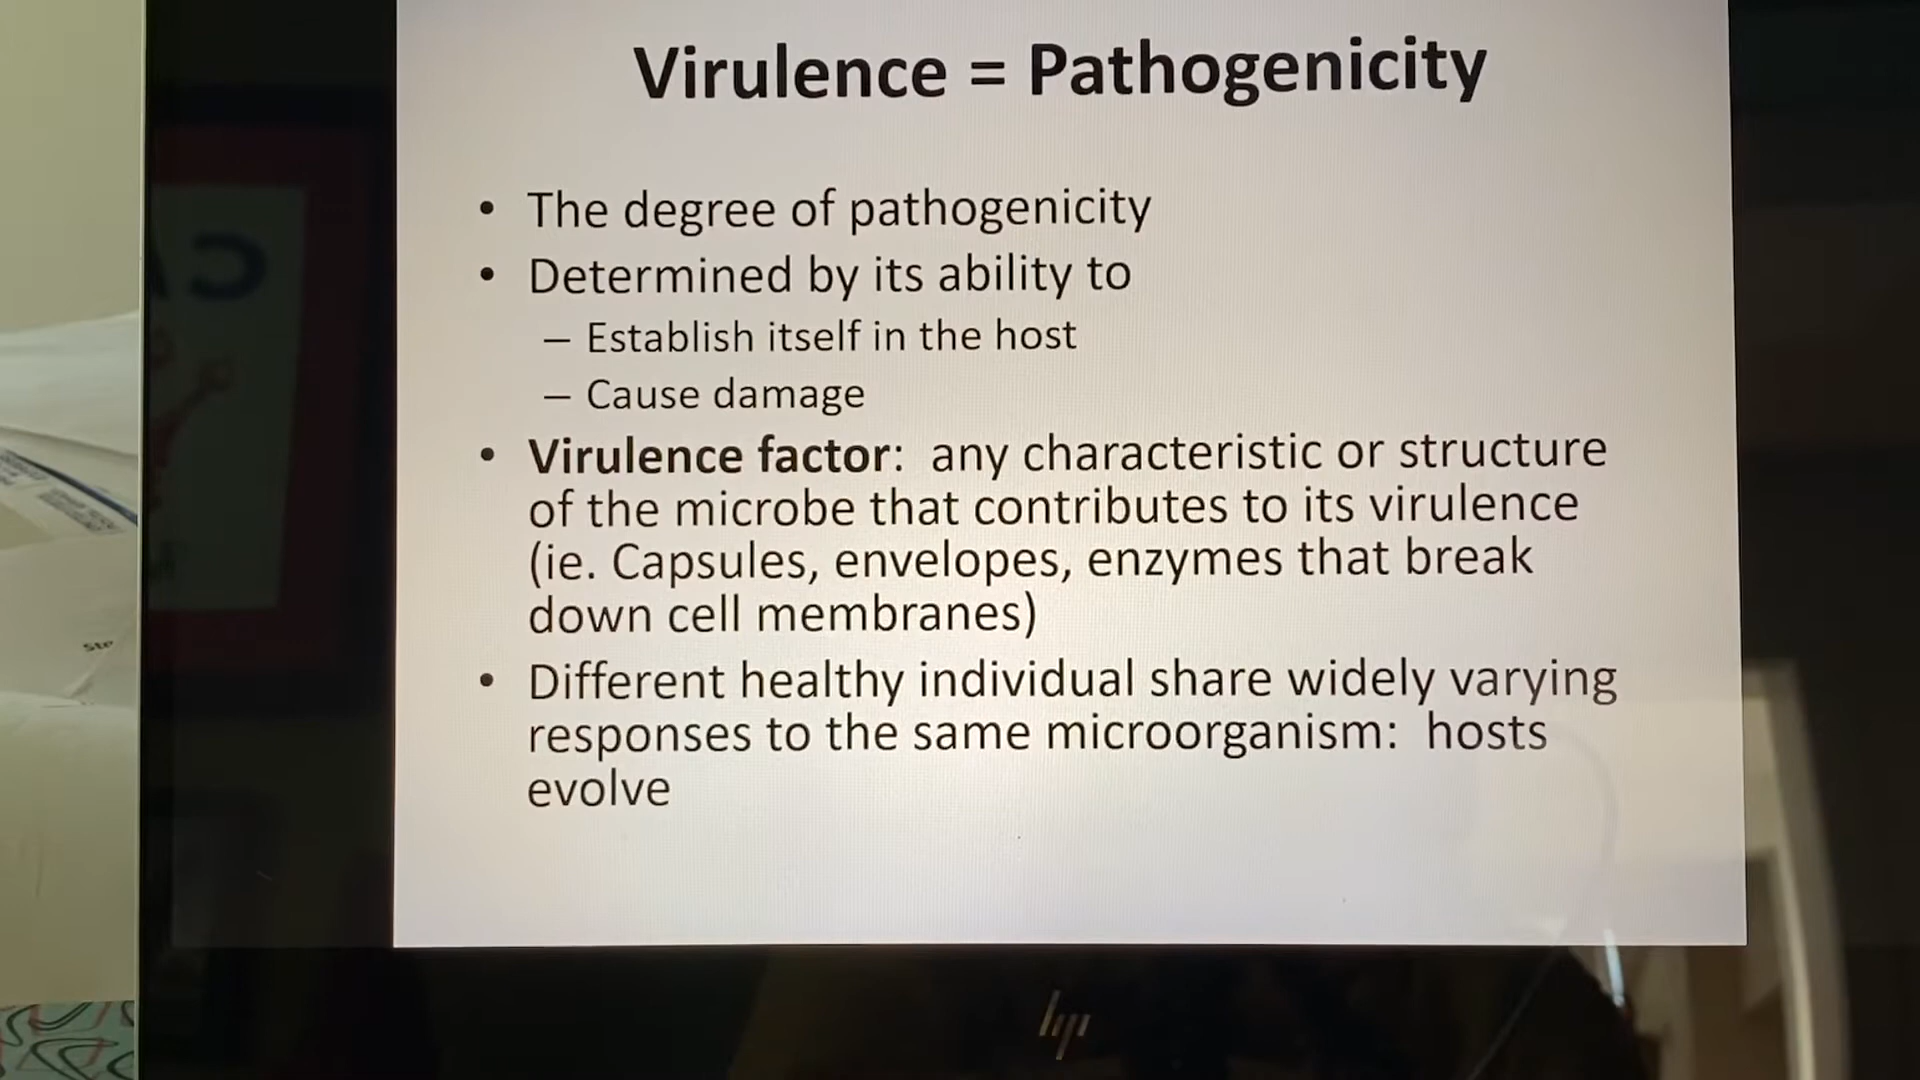 Virulence = Pathogenicity
• The degree of pathogenicity
• Determined by its ability to
– Establish itself in the host
– Cause damage
• Virulence factor: any characteristic or structure
of the microbe that contributes to its virulence
(ie. Capsules, envelopes, enzymes that break
down cell membranes)
• Different healthy individual share widely varying
responses to the same microorganism: hosts
evolve
hp